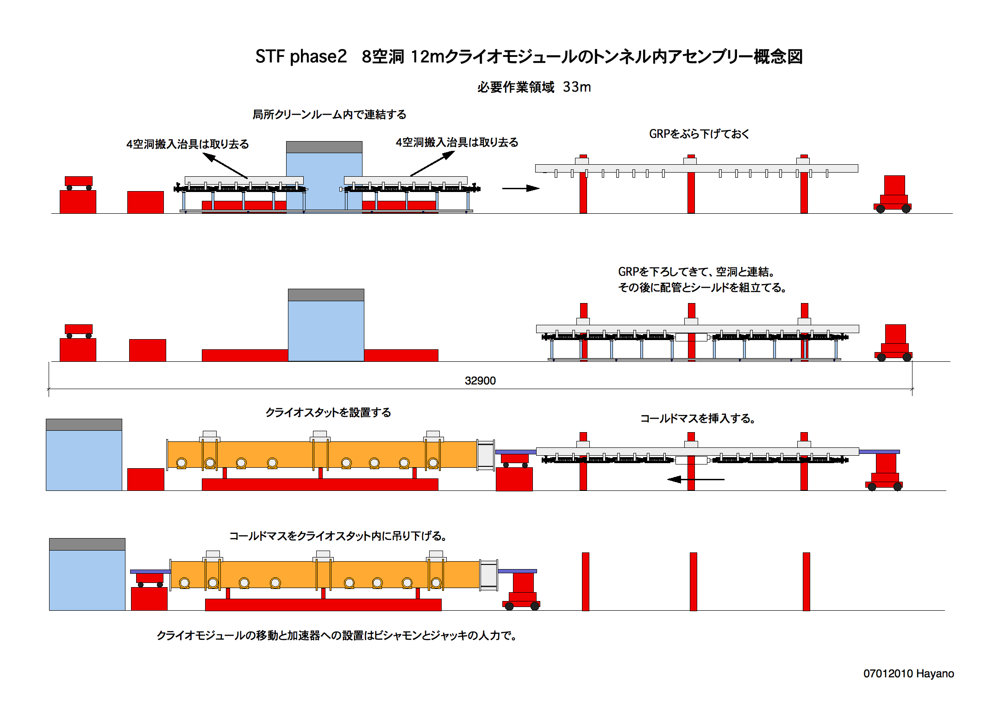 STF phase2 8空洞 12mクライオモジュールのトンネル内アセンブリー概念図
必要作業領域 33m
局所クリーンルーム内で連結する
4空洞搬入治具は取り去る
4空洞搬入治具は取り去る
GRPをぶら下げておく
GRPを下ろしてきて、空洞と連結。
その後に配管とシールドを組立てる。
32900
クライオスタットを設置する
コールドマスを挿入する。
コールドマスをクライオスタット内に吊り下げる。
クライオモジュールの移動と加速器への設置はビシャモンとジャッキの人力で。
07012010 Hayano